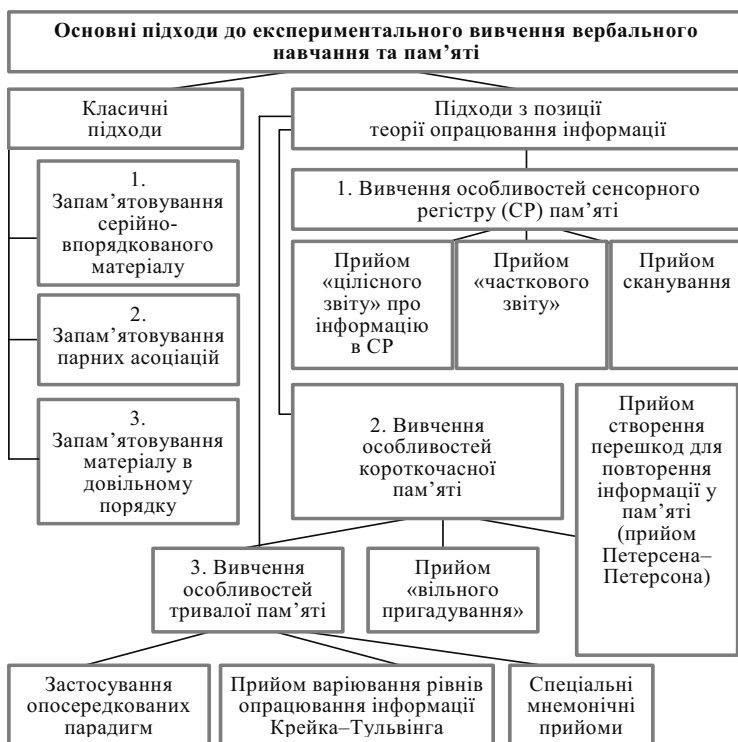 Основні підходи до експериментального вивчення вербального
навчання та пам’яті
Класичні
підходи
Підходи з позиції
теорії опрацювання інформації
1.
Запам’ятовування
серійно-
впорядкованого
матеріалу
2.
Запам’ятовування
парних асоціацій
3.
Запам’ятовування
матеріалу в
довільному
порядку
1. Вивчення особливостей сенсорного
регістру (СР) пам’яті
Прийом
«цілісного
звіту» про
інформацію
в СР
Прийом
«часткового
звіту»
Прийом
сканування
2. Вивчення
особливостей
короткочасної
пам’яті
Прийом
створення
перешкод для
повторення
інформації у
пам’яті
(прийом
Петерсена–
Петерсона)
3. Вивчення
особливостей
тривалої пам’яті
Прийом
«вільного
пригадування»
Застосування
опосередкованих
парадигм
Прийом варіювання рівнів
опрацювання інформації
Крейка–Тульвінга
Спеціальні
мнемонічні
прийоми